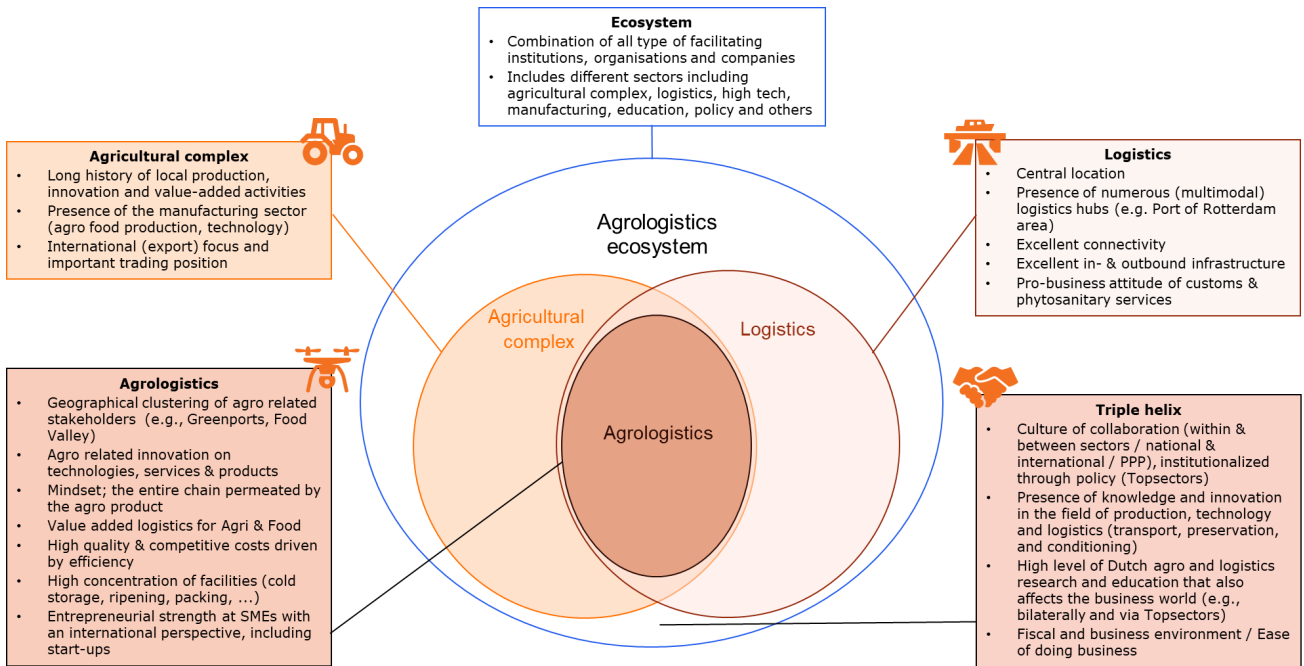 Ecosystem
• Combination of all type of facilitating
institutions, organisations and companies
• Includes different sectors including
agricultural complex, logistics, high tech,
manufacturing, education, policy and others
Agricultural complex
• Long history of local production,
innovation and value-added activities
• Presence of the manufacturing sector
(agro food production, technology)
• International (export) focus and
important trading position
Logistics
• Central location
• Presence of numerous (multimodal)
logistics hubs (e.g. Port of Rotterdam
area)
• Excellent connectivity
• Excellent in- & outbound infrastructure
• Pro-business attitude of customs &
phytosanitary services
Agrologistics
ecosystem
Agricultural
complex
Logistics
Agrologistics
Agrologistics
• Geographical clustering of agro related
stakeholders (e.g., Greenports, Food
Valley)
• Agro related innovation on
technologies, services & products
• Mindset; the entire chain permeated by
the agro product
• Value added logistics for Agri & Food
• High quality & competitive costs driven
by efficiency
• High concentration of facilities (cold
storage, ripening, packing, ...)
• Entrepreneurial strength at SMEs with
an international perspective, including
start-ups
Triple helix
• Culture of collaboration (within &
between sectors / national &
international / PPP), institutionalized
through policy (Topsectors)
• Presence of knowledge and innovation
in the field of production, technology
and logistics (transport, preservation,
and conditioning)
• High level of Dutch agro and logistics
research and education that also
affects the business world (e.g.,
bilaterally and via Topsectors)
• Fiscal and business environment / Ease
of doing business